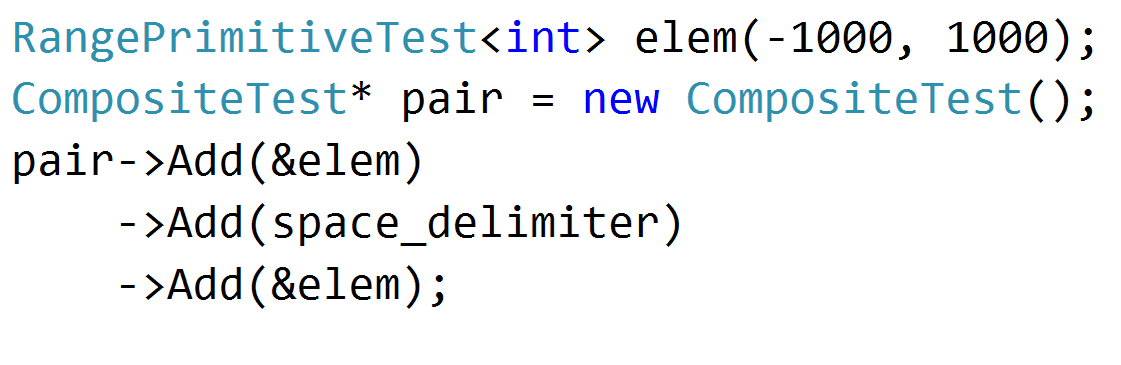 RangePrimitiveTest<int> elem(-1000, 1000);
CompositeTest* pair = new CompositeTest();
pair->Add(&elem)
    ->Add(space_delimiter)
    ->Add(&elem);